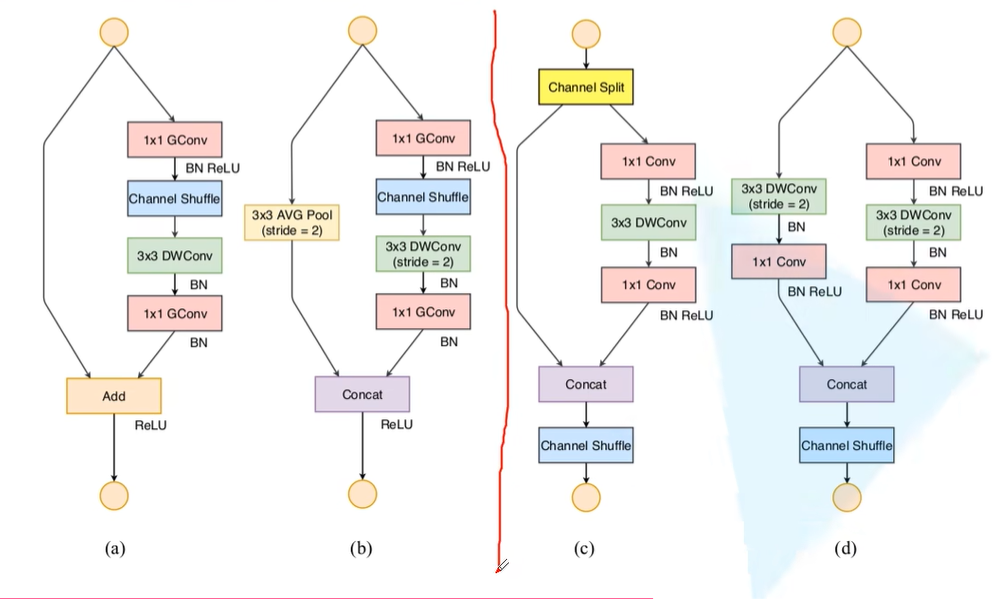 1x1 GConv
BN ReLU
Channel Shuffle
3x3 DWConv
BN
1x1 GConv
BN
Add
ReLU
(a)
1x1 GConv
BN ReLU
Channel Shuffle
3x3 AVG Pool
(stride = 2)
3x3 DWConv
(stride = 2)
BN
1x1 GConv
BN
Concat
ReLU
(b)
Channel Split
1x1 Conv
BN ReLU
3x3 DWConv
BN
1x1 Conv
BN ReLU
Concat
Channel Shuffle
(c)
3x3 DWConv
(stride = 2)
BN
1x1 Conv
BN ReLU
1x1 Conv
BN ReLU
3x3 DWConv
(stride = 2)
BN
1x1 Conv
BN ReLU
Concat
Channel Shuffle
(d)